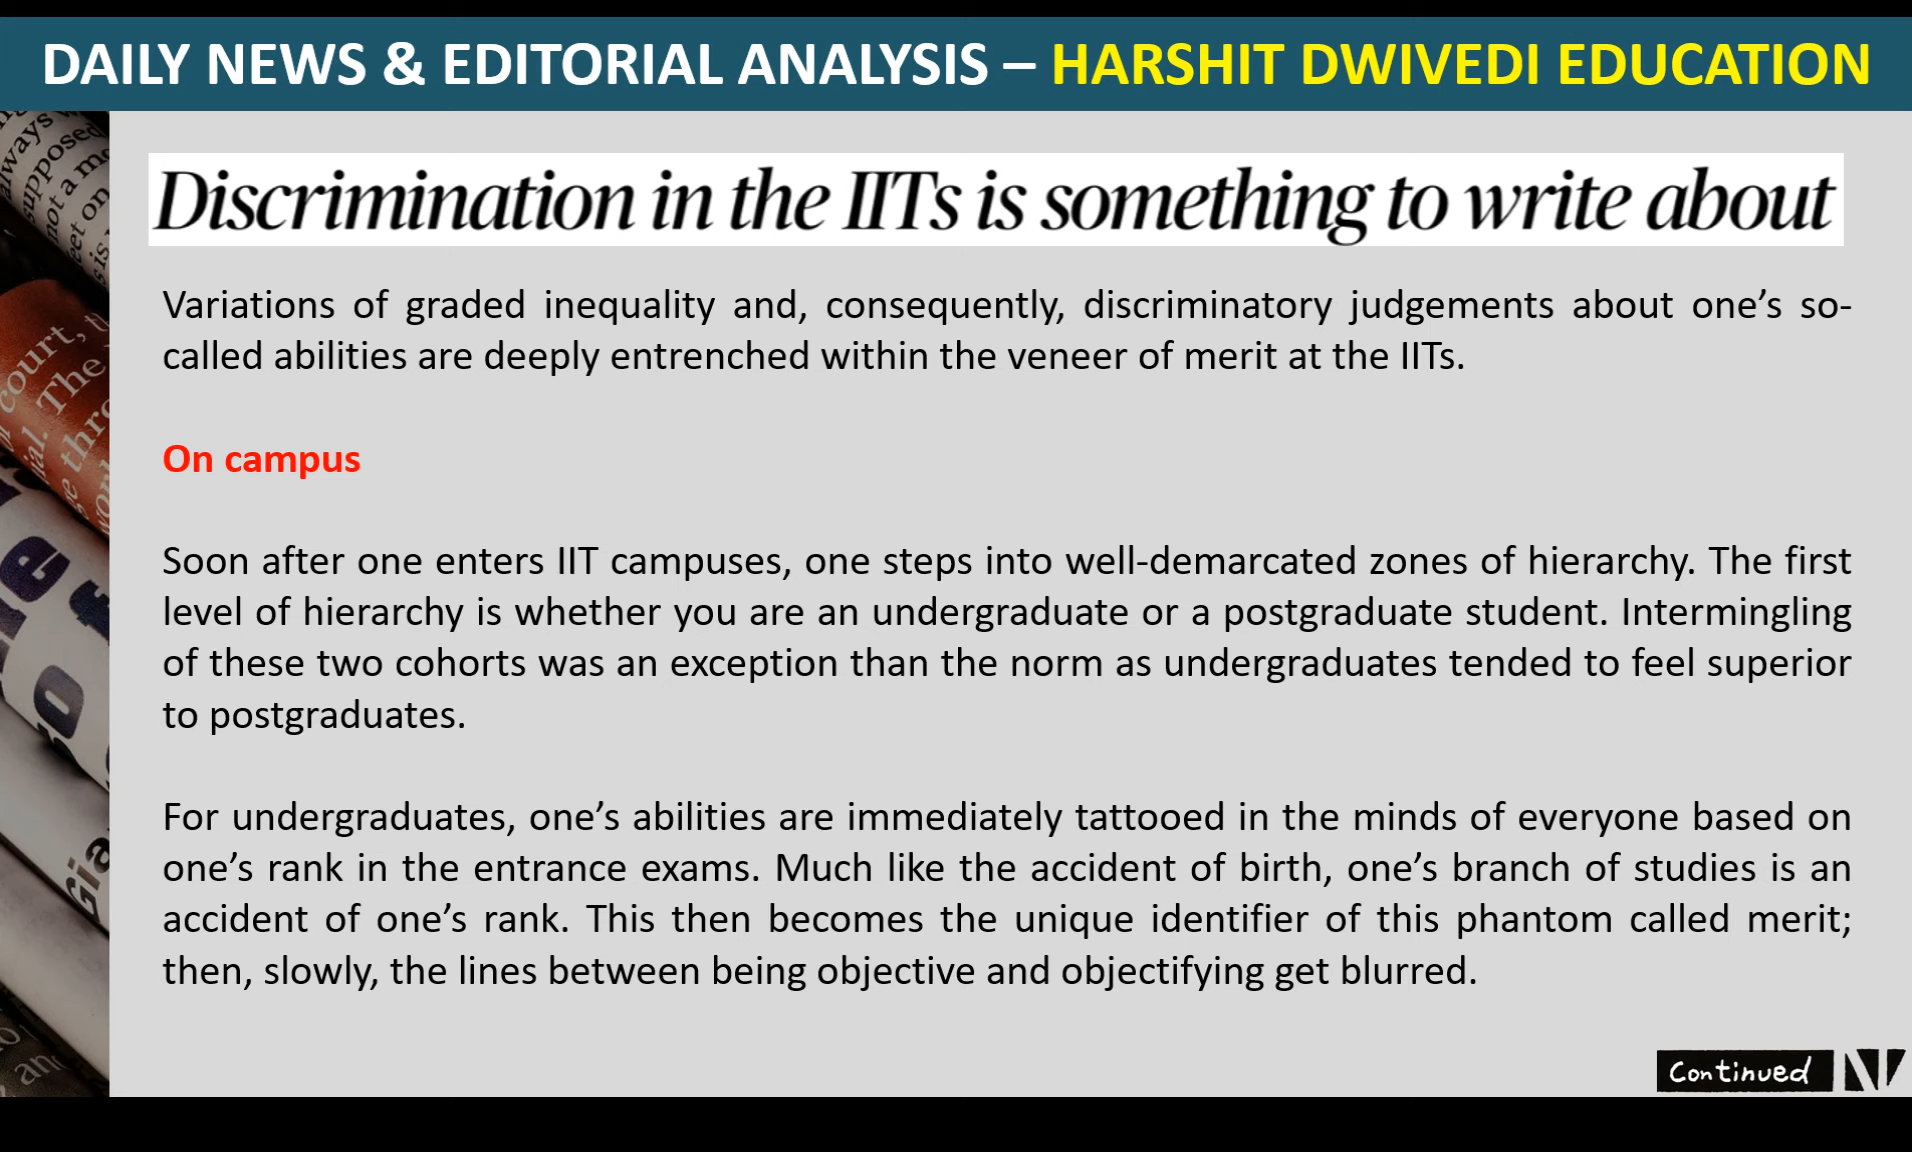 DAILY NEWS & EDITORIAL ANALYSIS – HARSHIT DWIVEDI EDUCATION
Discrimination in the IITs is something to write about
Variations of graded inequality and, consequently, discriminatory judgements about one’s so-
called abilities are deeply entrenched within the veneer of merit at the IITs.
On campus
Soon after one enters IIT campuses, one steps into well-demarcated zones of hierarchy. The first
level of hierarchy is whether you are an undergraduate or a postgraduate student. Intermingling
of these two cohorts was an exception than the norm as undergraduates tended to feel superior
to postgraduates.
For undergraduates, one’s abilities are immediately tattooed in the minds of everyone based on
one’s rank in the entrance exams. Much like the accident of birth, one’s branch of studies is an
accident of one’s rank. This then becomes the unique identifier of this phantom called merit;
then, slowly, the lines between being objective and objectifying get blurred.
Continued